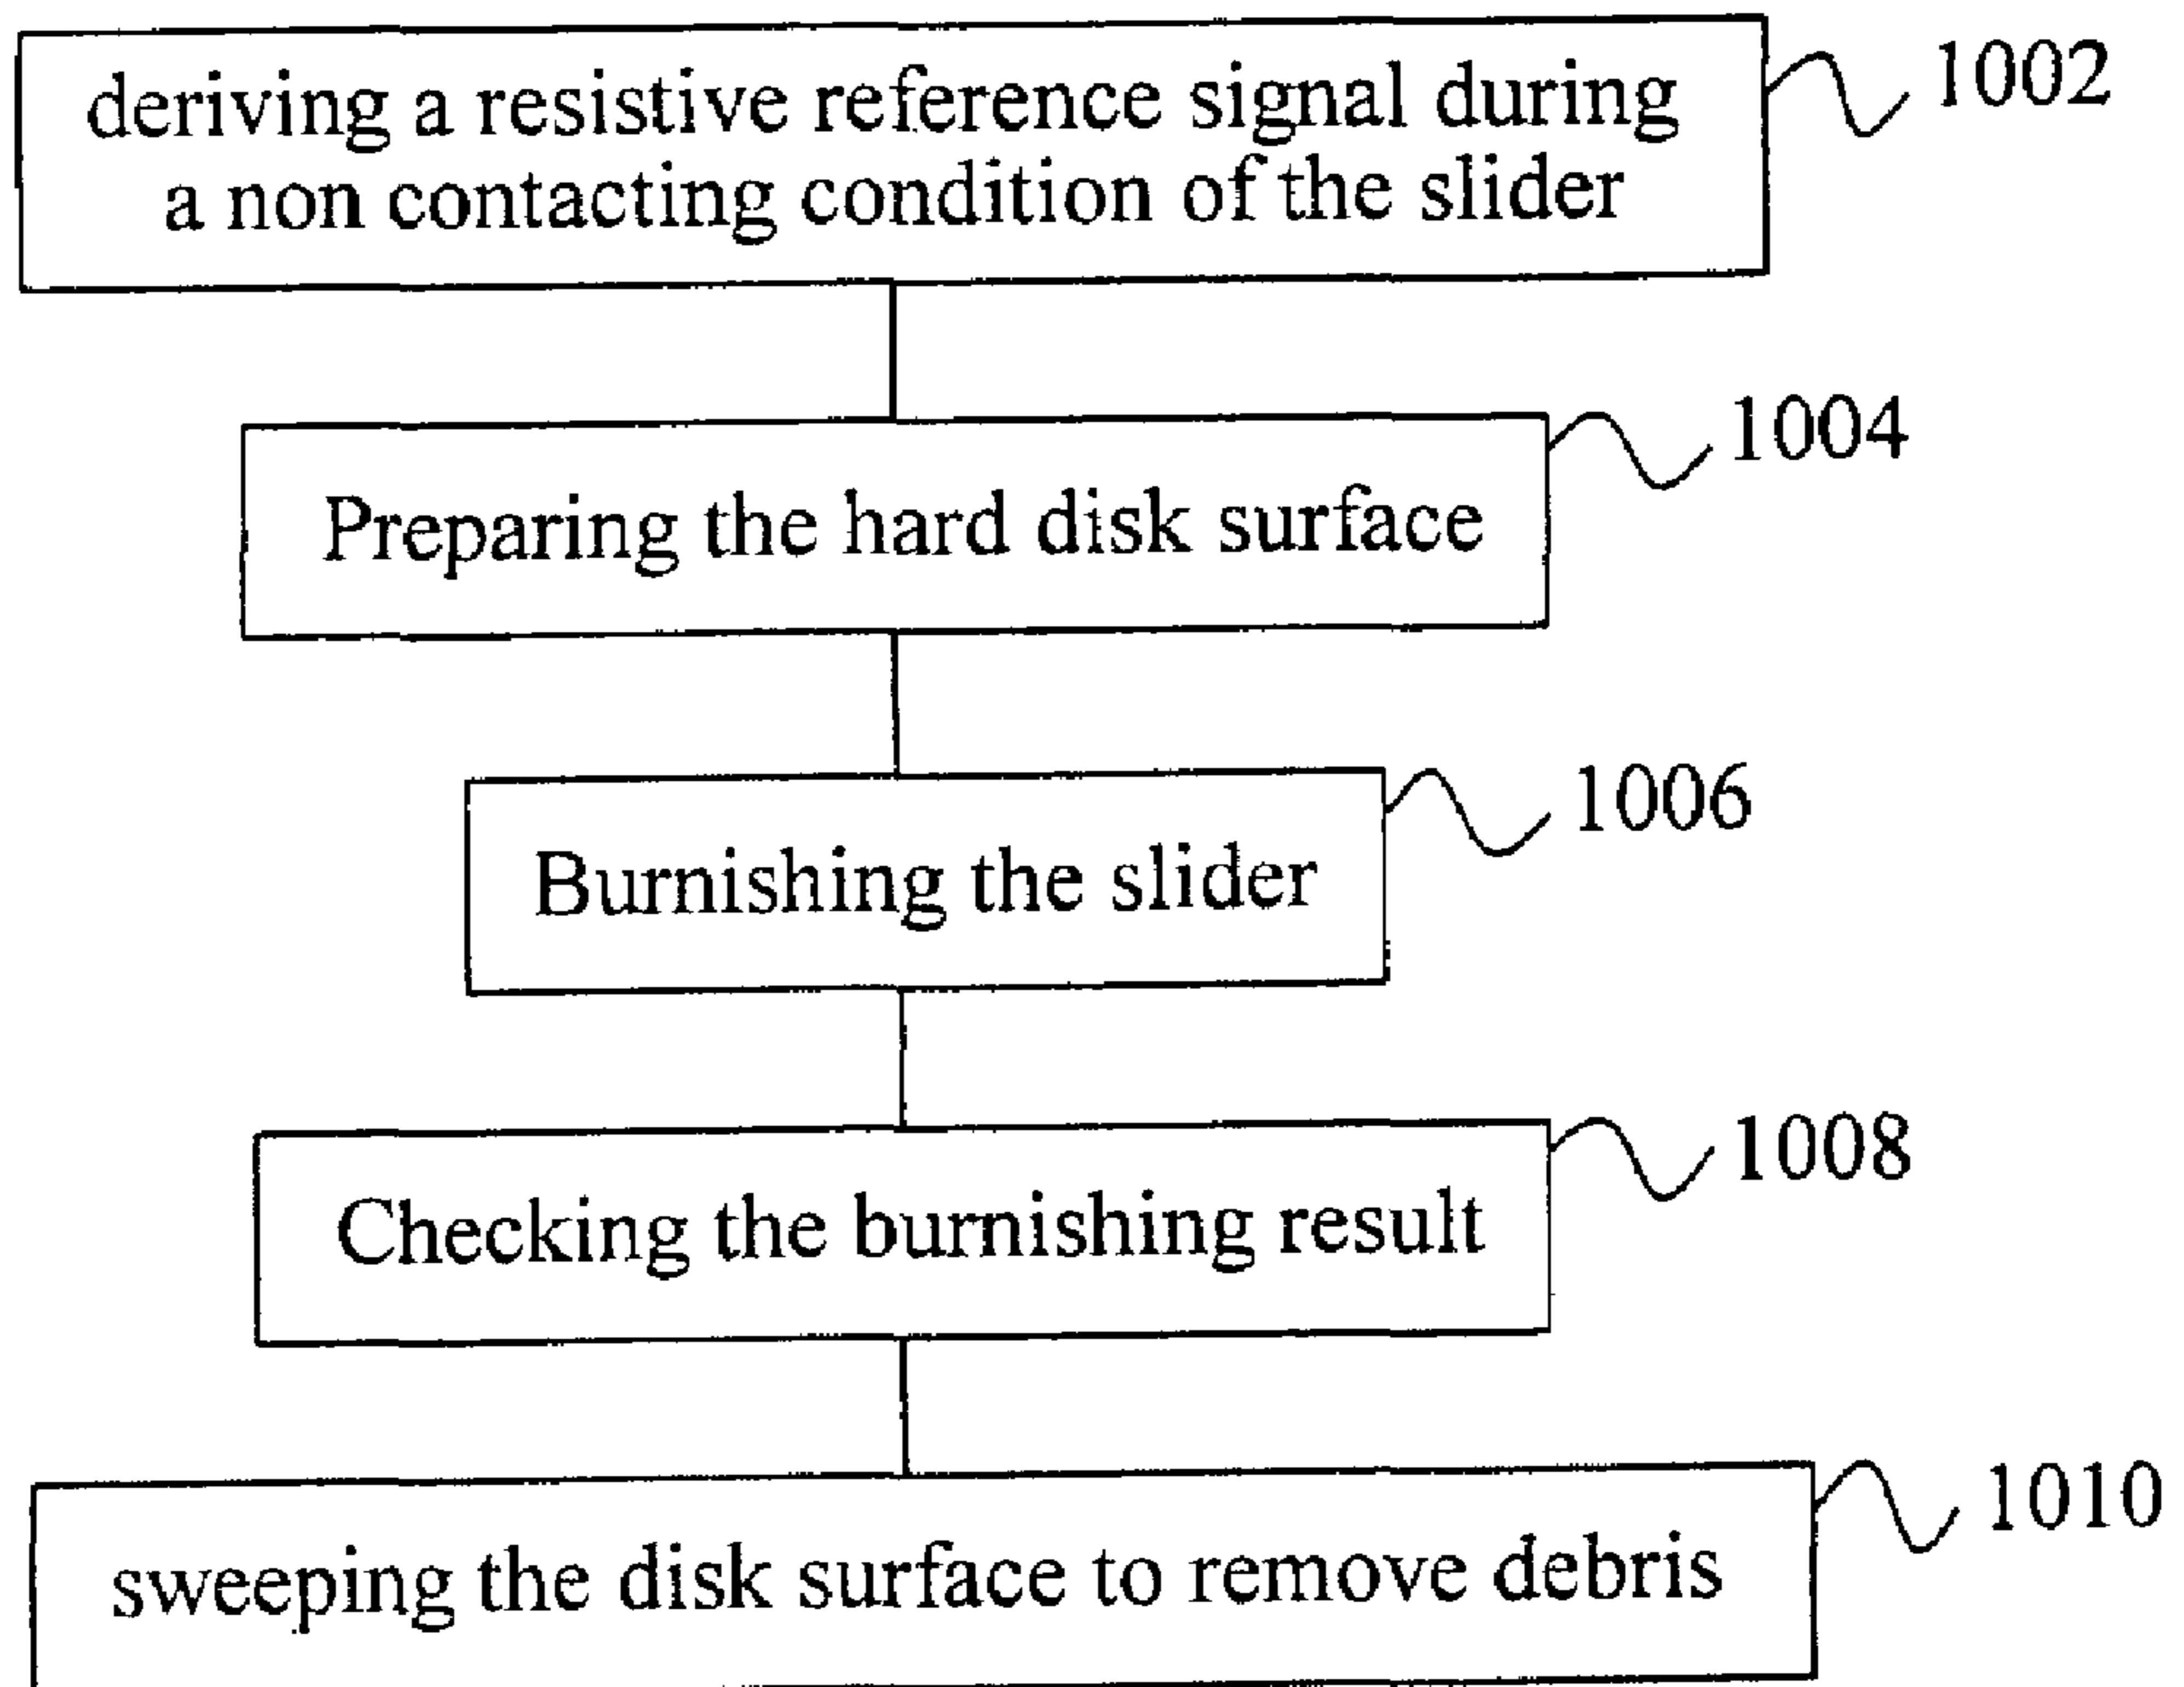 deriving a resistive reference signal during
a non contacting condition of the slider
1002
Preparing the hard disk surface
1004
Burnishing the slider
1006
Checking the burnishing result
1008
sweeping the disk surface to remove debris
1010